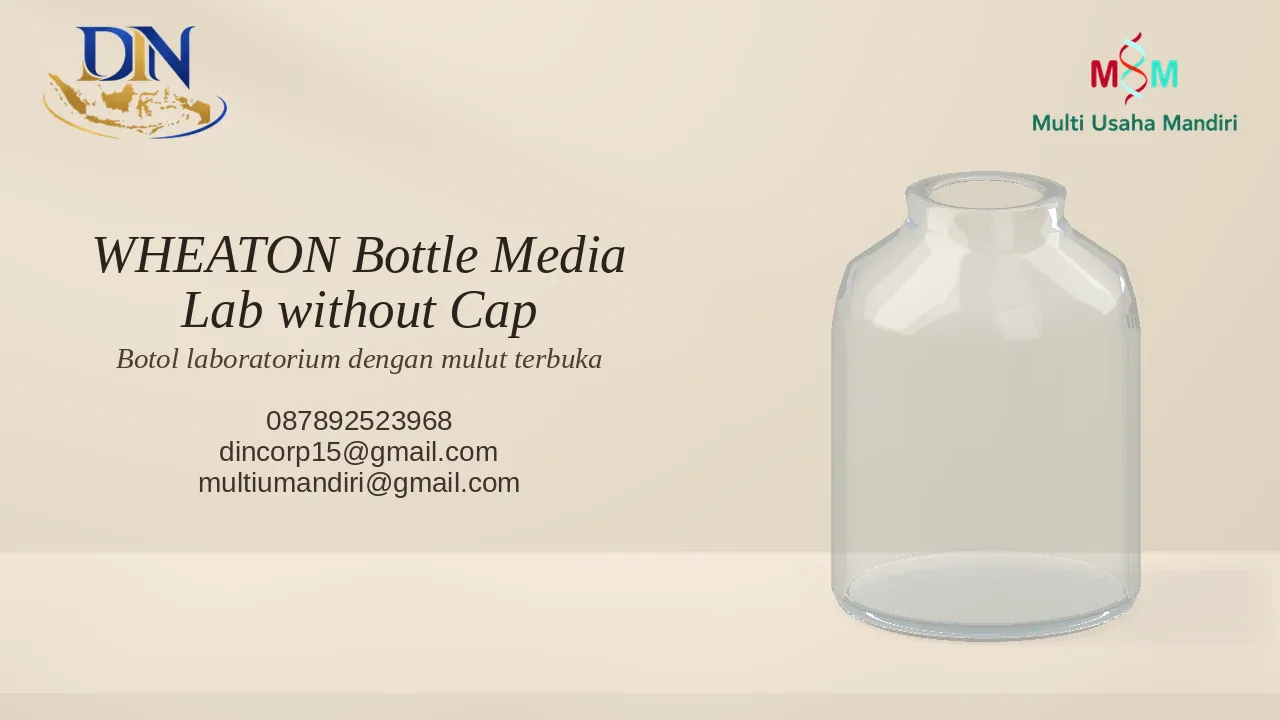 DN
M M
Multi Usaha Mandiri
WHEATON Bottle Media
Lab without Cap
Botol laboratorium dengan mulut terbuka
087892523968
dincorp15@gmail.com
multiumandiri@gmail.com